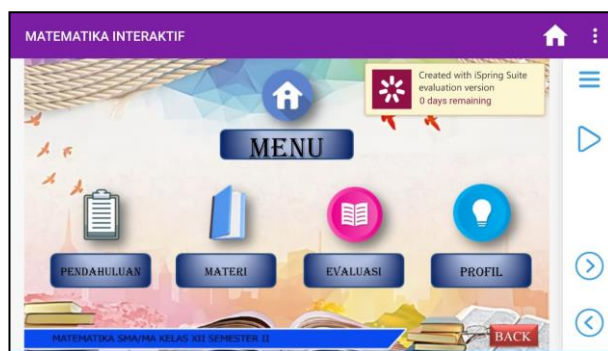 MATEMATIKA INTERAKTIF
Created with iSpring Suite
evaluation version
0 days remaining
MENU
PENDAHULUAN
MATERI
EVALUASI
PROFIL
MATEMATIKA SMA/MA KELAS XII SEMESTER II
BACK